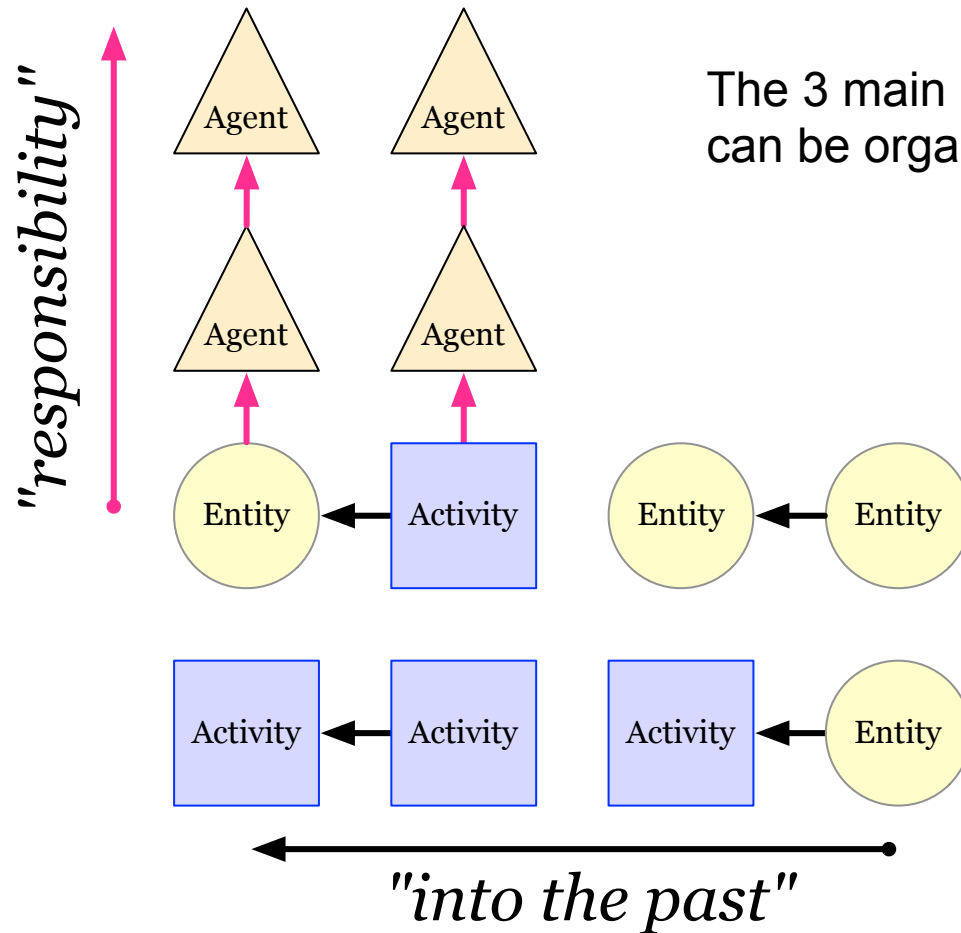 "responsibility"
Agent
Agent
The 3 main
can be orga
Agent
Agent
Entity
Activity
Entity
Entity
Activity
Activity
Activity
Entity
"into the past"